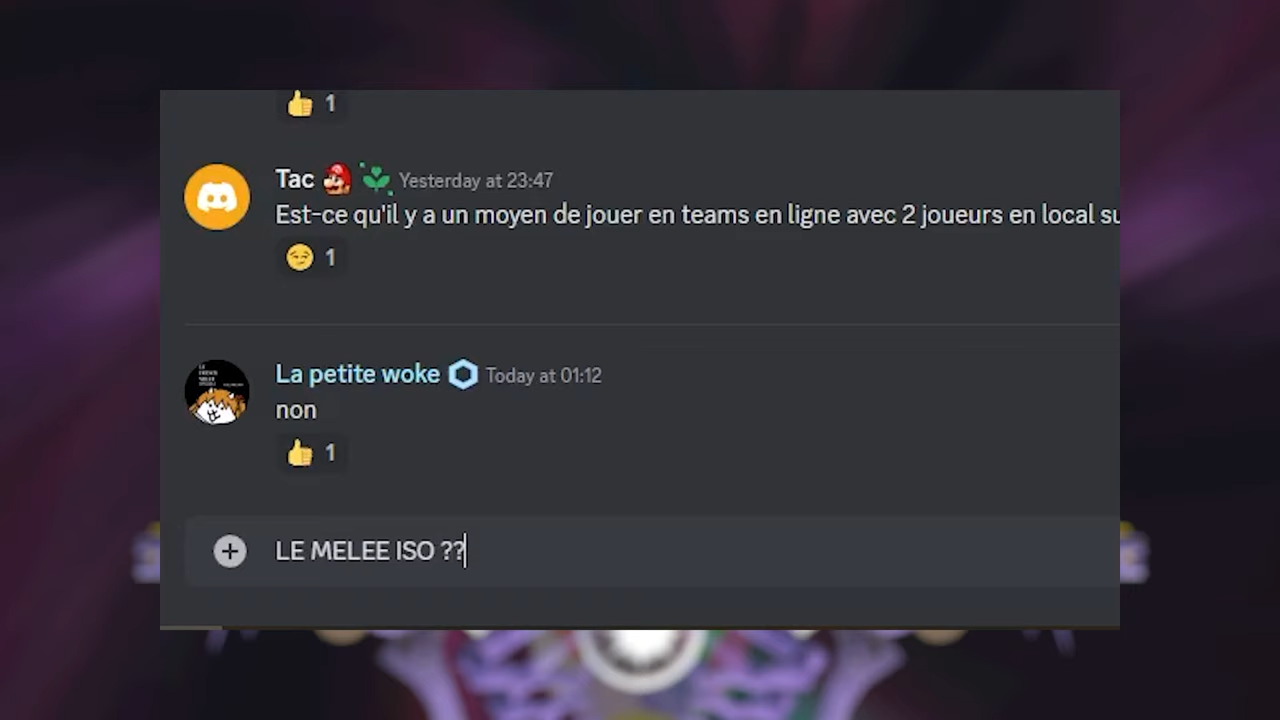 1
Tac Yesterday at 23:47
Est-ce qu'il y a un moyen de jouer en teams en ligne avec 2 joueurs en local su
1
La petite woke Today at 01:12
non
1
LE MELEE ISO ??